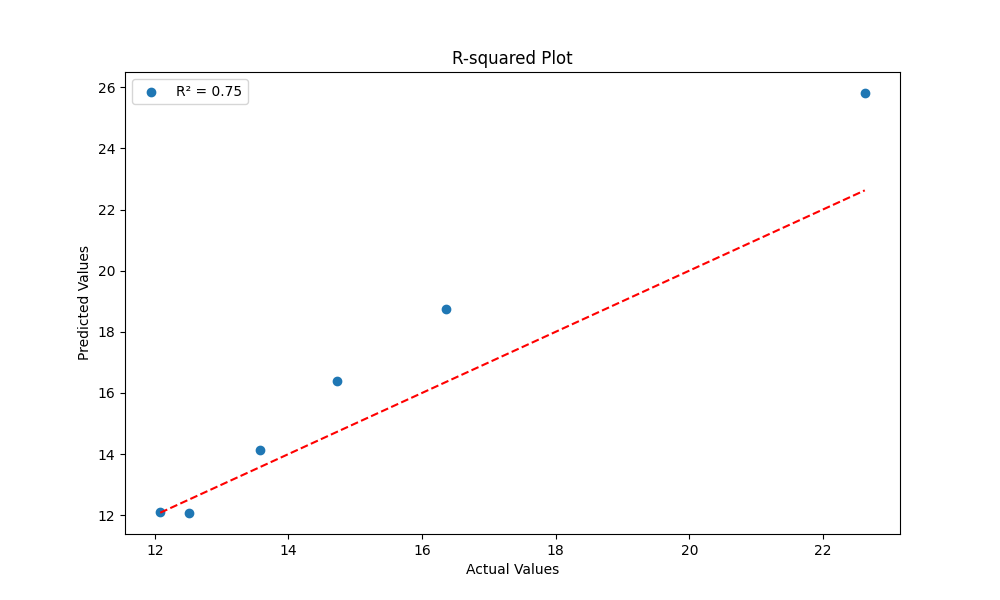 R-squared Plot
R² = 0.75
26
24
22
20
18
16
14
12
Predicted Values
12 14 16 18 20 22
Actual Values